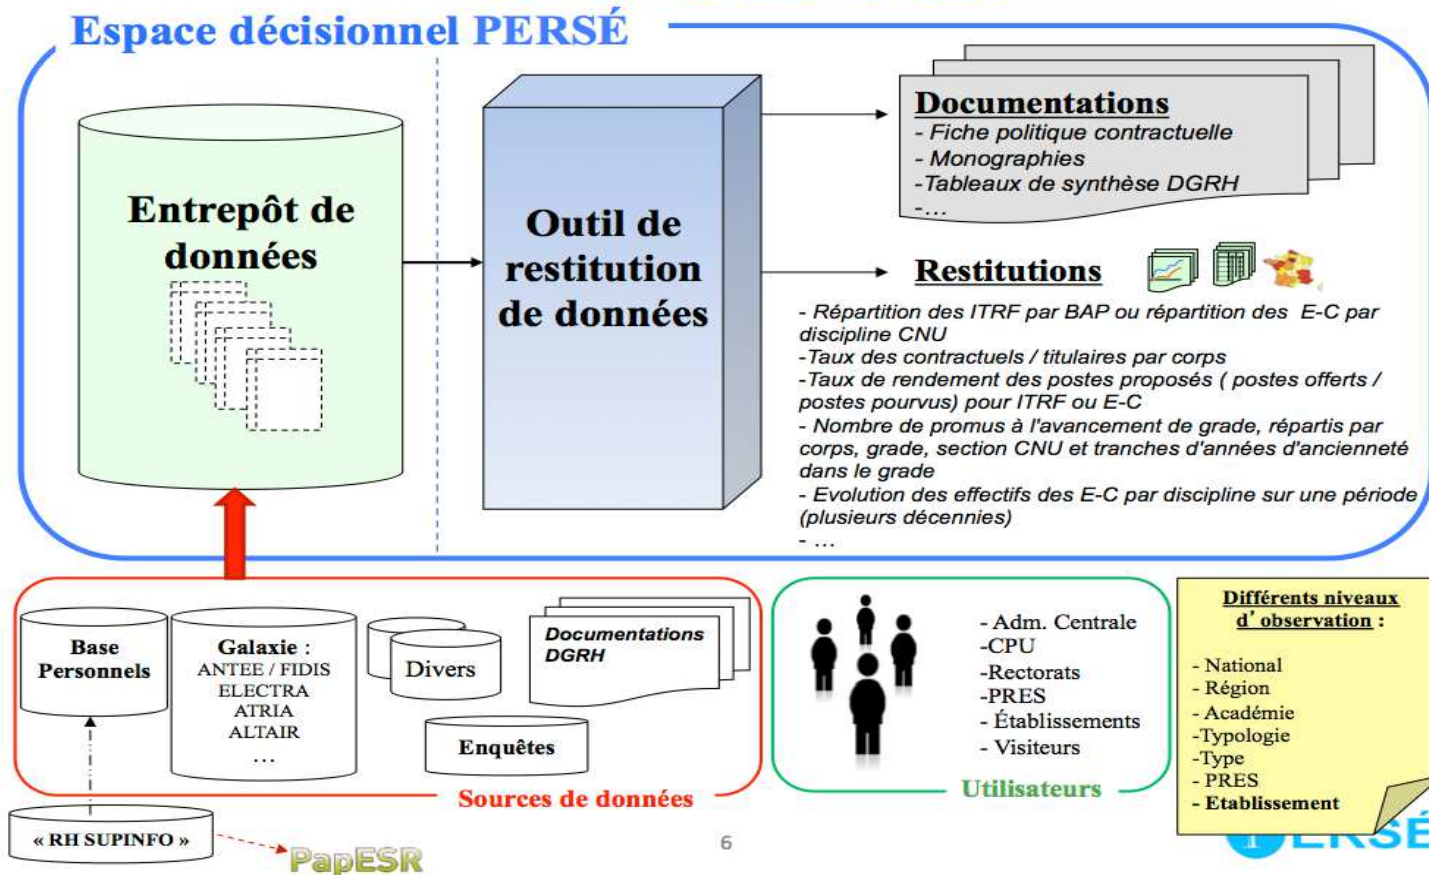 Espace décisionnel PERSÉ
Entrepôt de
données
Outil de
restitution
de données
Documentations
- Fiche politique contractuelle
- Monographies
-Tableaux de synthèse DGRH
-...
Restitutions
- Répartition des ITRF par BAP ou répartition des E-C par
discipline CNU
-Taux des contractuels / titulaires par corps
-Taux de rendement des postes proposés ( postes offerts /
postes pourvus) pour ITRF ou E-C
- Nombre de promus à l'avancement de grade, répartis par
corps, grade, section CNU et tranches d'années d'ancienneté
dans le grade
- Evolution des effectifs des E-C par discipline sur une période
(plusieurs décennies)
- ...
Base
Personnels
Galaxie :
ANTEE / FIDIS
ELECTRA
ATRIA
ALTAIR
...
Divers
Documentations
DGRH
Enquêtes
Sources de données
« RH SUPINFO »
PapESR
- Adm. Centrale
-CPU
-Rectorats
-PRES
- Établissements
- Visiteurs
Utilisateurs
Différents niveaux
d' observation :
- National
- Région
- Académie
-Typologie
-Type
- PRES
- Etablissement
6
PERSÉ